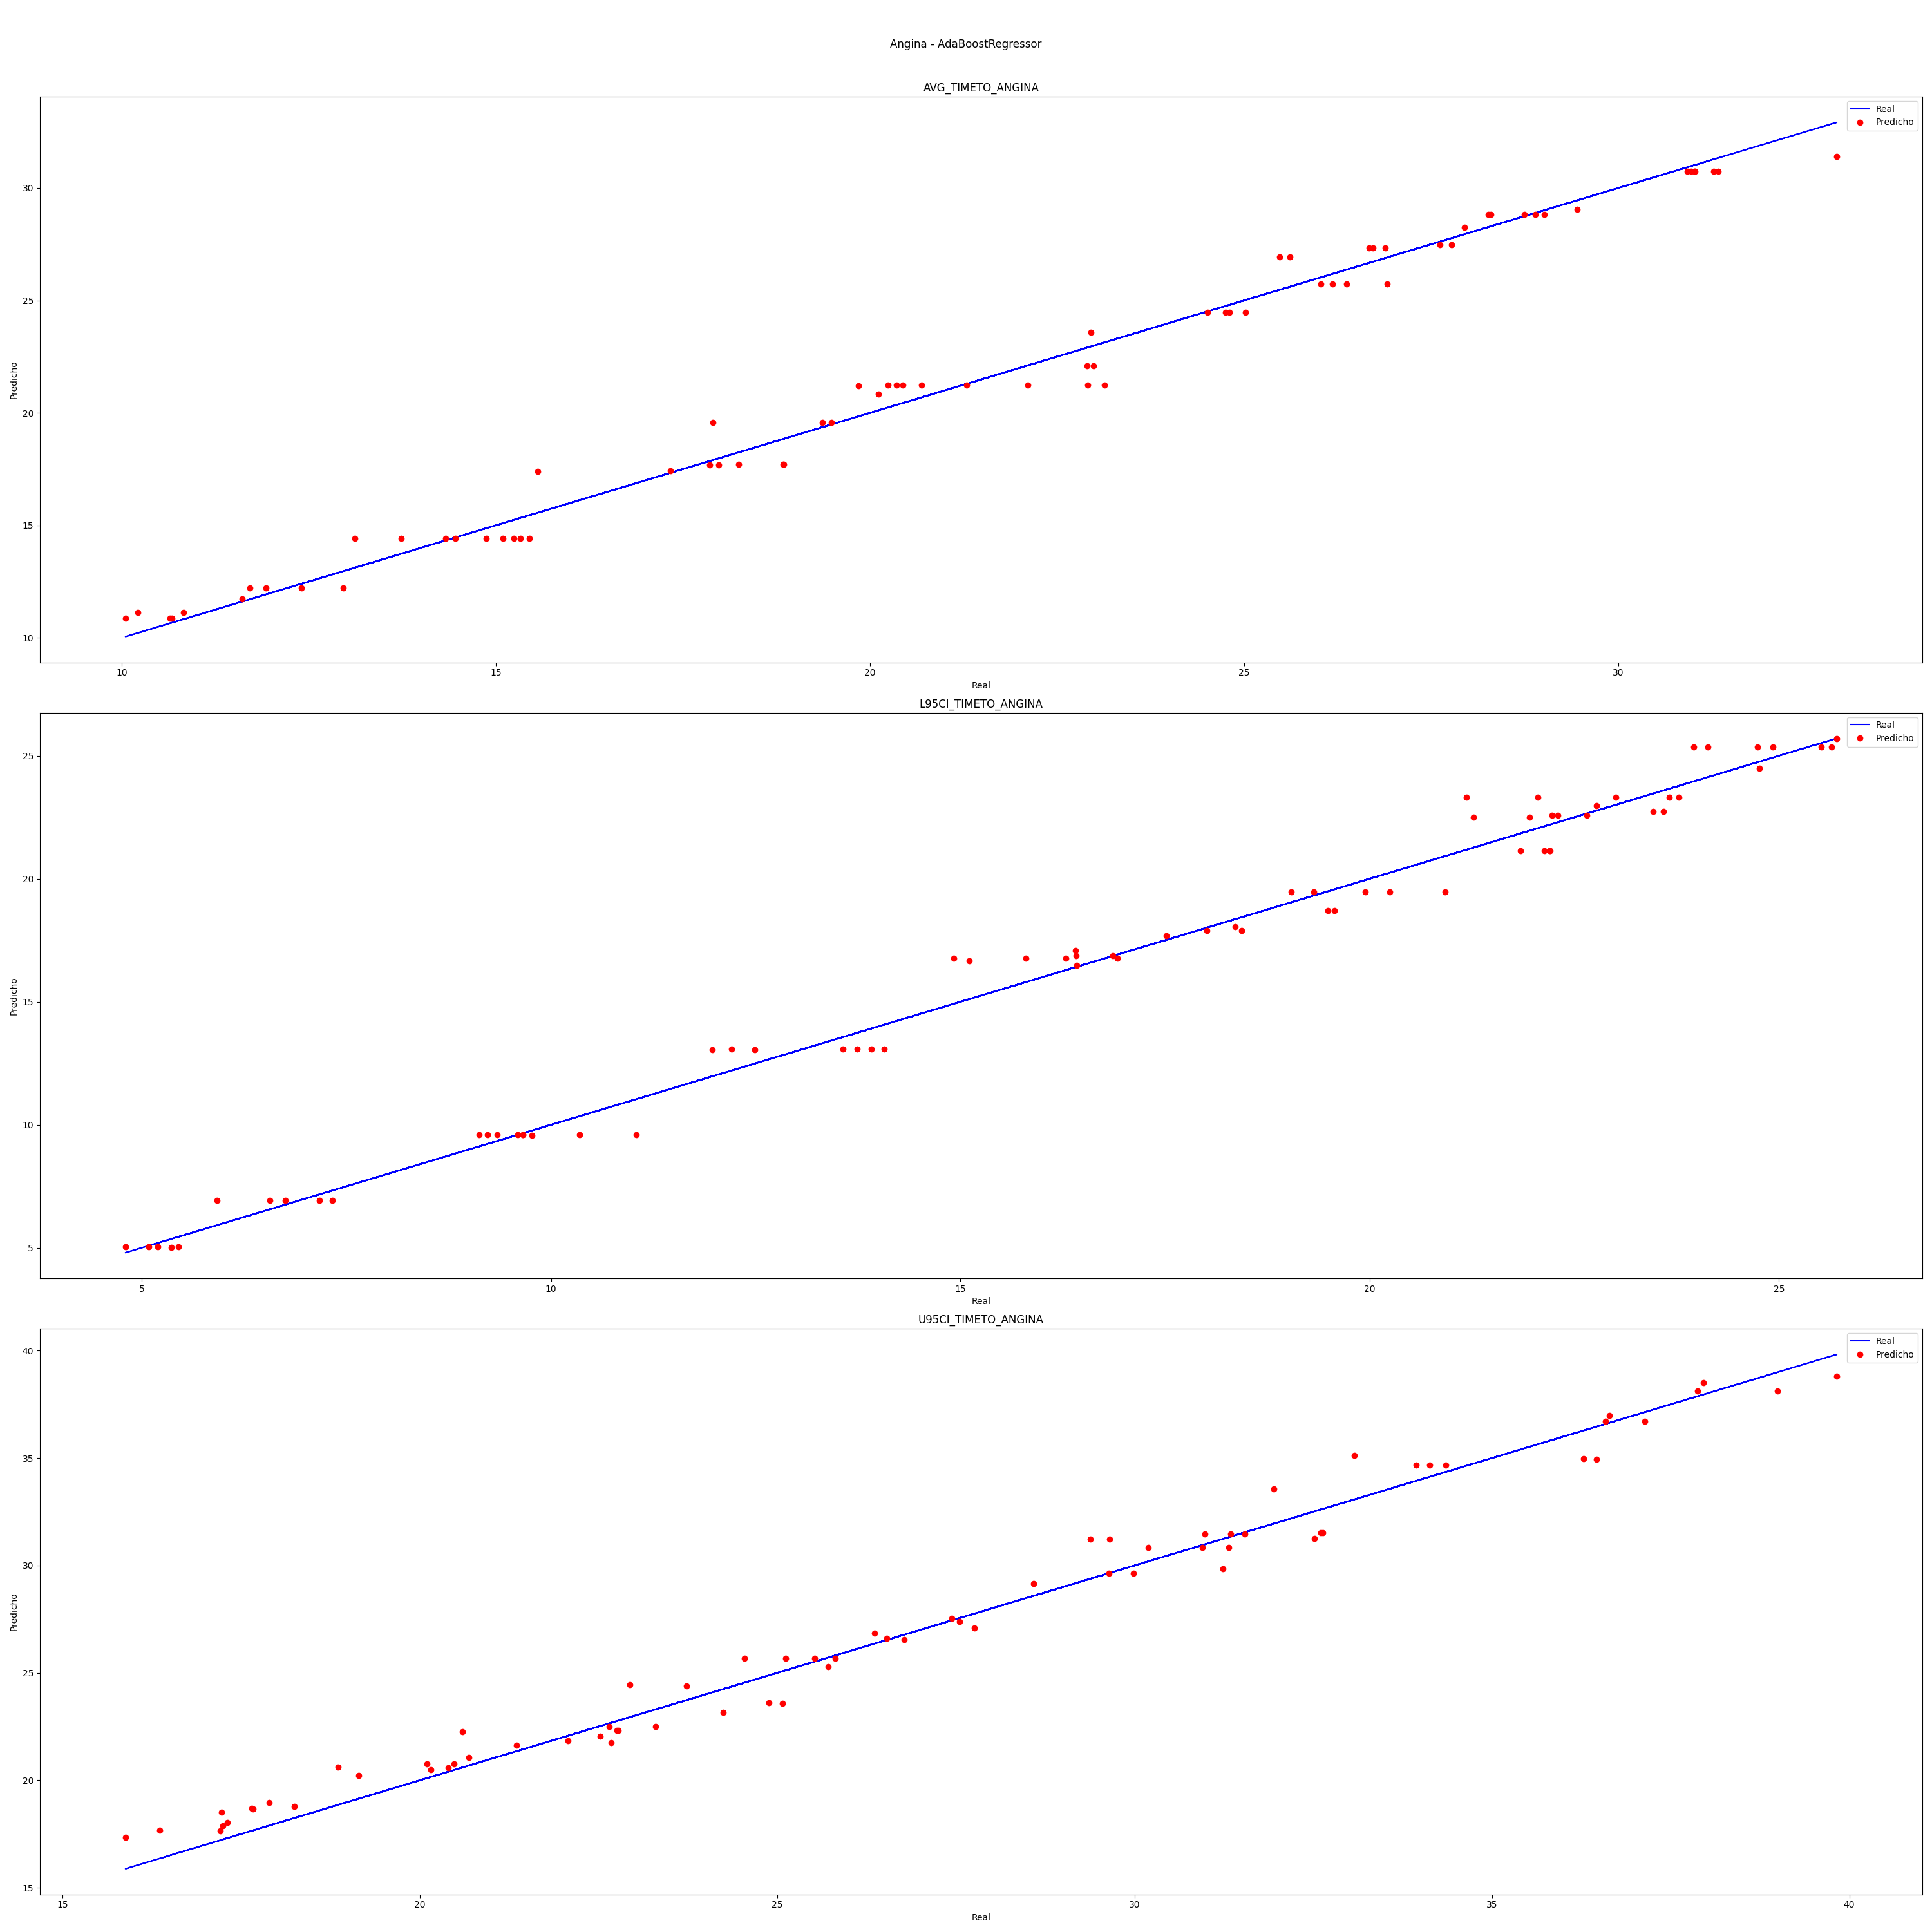 Angina - AdaBoostRegressor
AVG_TIMETO_ANGINA
Real
Predicho
30
25
20
15
10
Predicho
10 15 20 25 30
Real
L95CI_TIMETO_ANGINA
Real
Predicho
25
20
15
10
5
Predicho
5 10 15 20 25
Real
U95CI_TIMETO_ANGINA
Real
Predicho
40
35
30
25
20
15
Predicho
15 20 25 30 35 40
Real